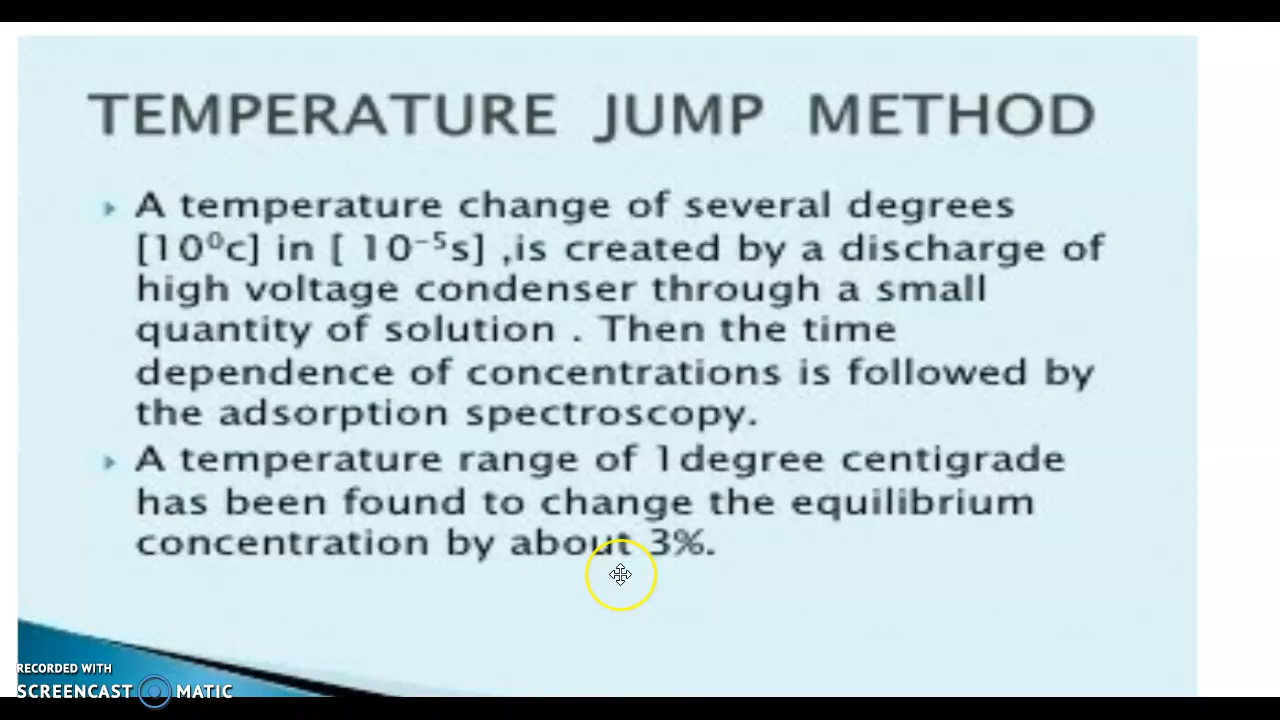 TEMPERATURE JUMP METHOD
A temperature change of several degrees
[10⁰c] in [ 10⁻⁵s] ,is created by a discharge of
high voltage condenser through a small
quantity of solution . Then the time
dependence of concentrations is followed by
the adsorption spectroscopy.
A temperature range of 1degree centigrade
has been found to change the equilibrium
concentration by about 3%.
RECORDED WITH
SCREENCAST MATIC